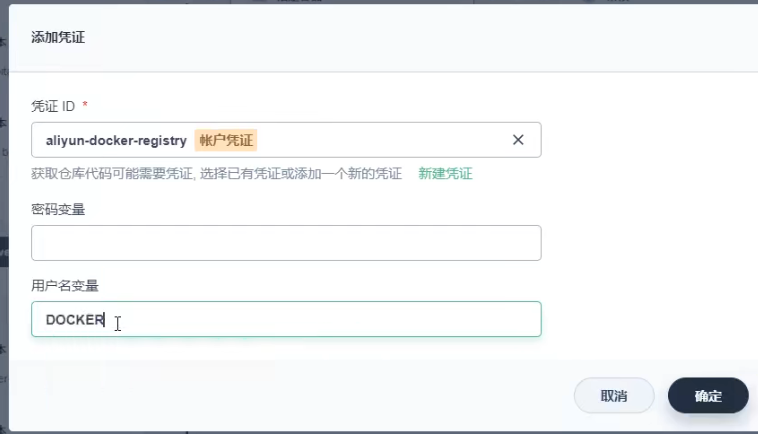 添加凭证
凭证 ID *
aliyun-docker-registry 帐户凭证
获取仓库代码可能需要凭证, 选择已有凭证或添加一个新的凭证 新建凭证
密码变量
用户名变量
DOCKER
取消 确定